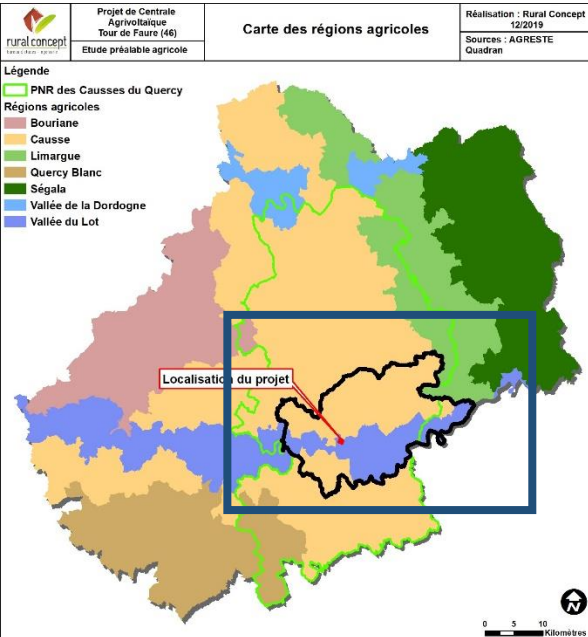 rural concept
Projet de Centrale
Agrivoltaïque
Tour de Faure (46)
Etude préalable agricole
Carte des régions agricoles
Réalisation : Rural Concept
12/2019
Sources : AGRESTE
Quadran
Légende
PNR des Causses du Quercy
Régions agricoles
Bouriane
Causse
Limargue
Quercy Blanc
Ségala
Vallée de la Dordogne
Vallée du Lot
Localisation du projet
N
0 5 10
Kilomètres